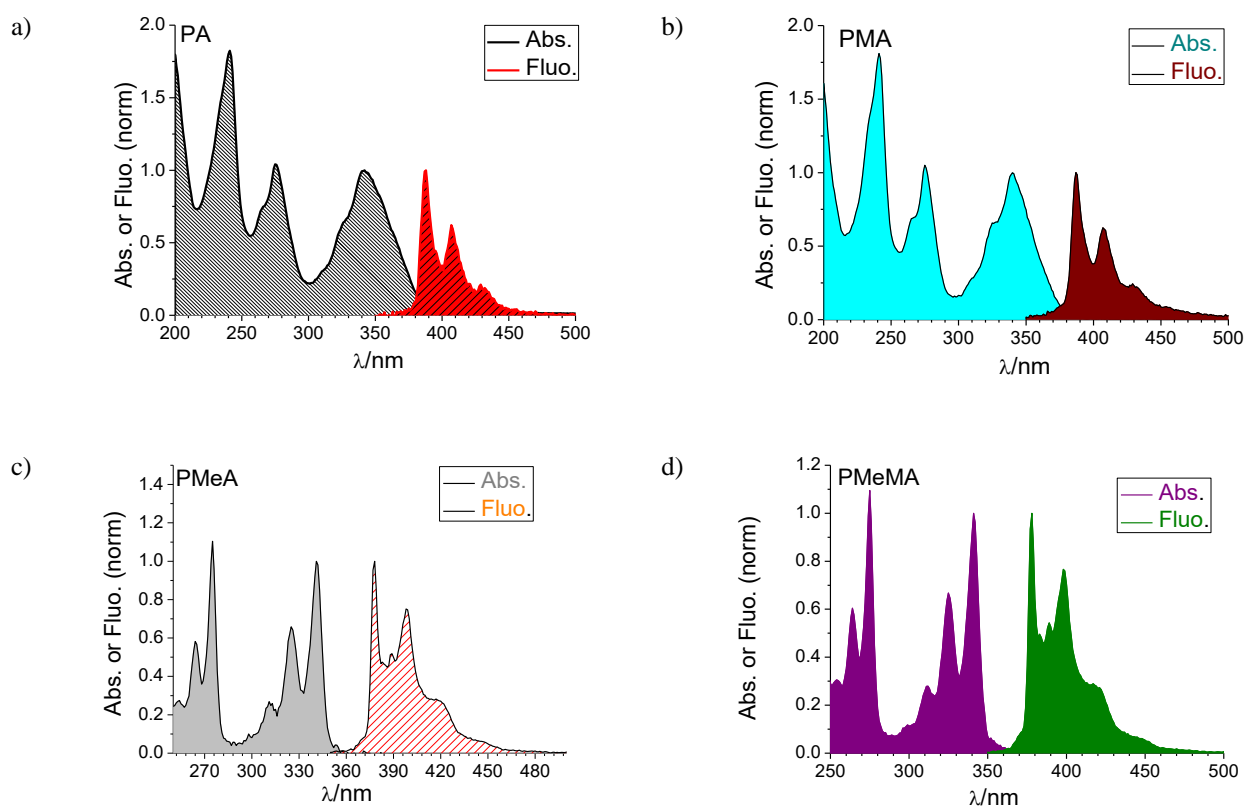 a)
PA
Abs.
Fluo.
Abs. or Fluo. (norm)
2.0
1.5
1.0
0.5
0.0
200 250 300 350 400 450 500
λ/nm
b)
PMA
Abs.
Fluo.
Abs. or Fluo. (norm)
2.0
1.5
1.0
0.5
0.0
200 250 300 350 400 450 500
λ/nm
c)
PMeA
Abs.
Fluo.
Abs. or Fluo. (norm)
1.4
1.2
1.0
0.8
0.6
0.4
0.2
0.0
270 300 330 360 390 420 450 480
λ/nm
d)
PMeMA
Abs.
Fluo.
Abs. or Fluo. (norm)
1.2
1.0
0.8
0.6
0.4
0.2
0.0
250 300 350 400 450 500
λ/nm